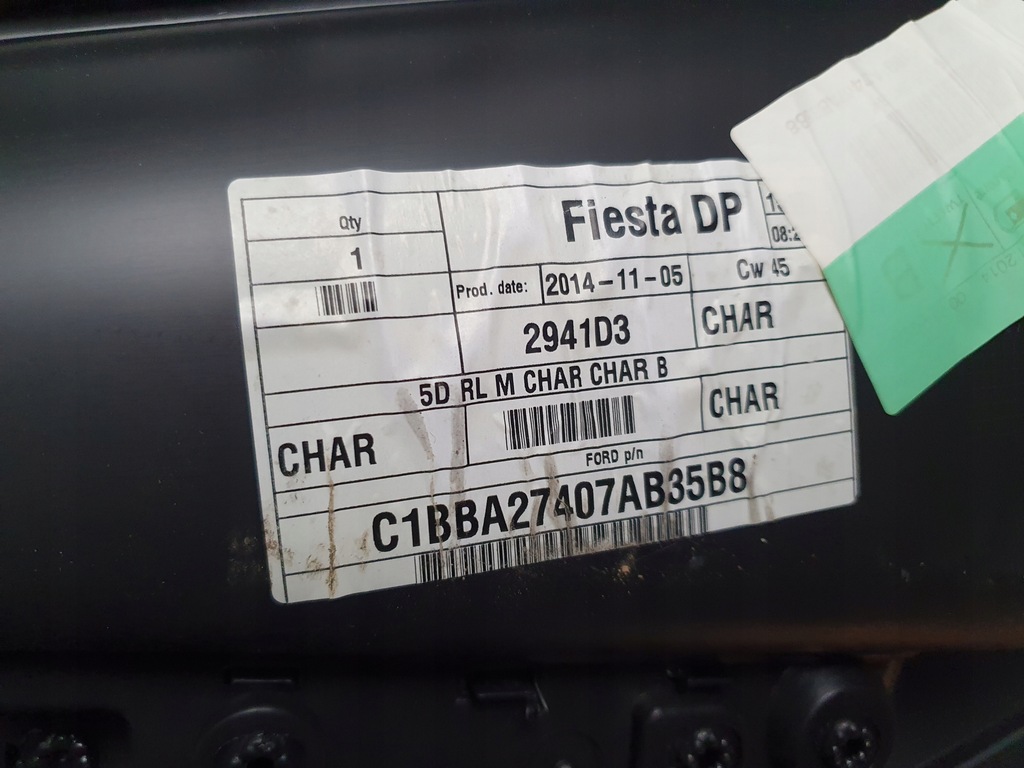 Qty
Fiesta DP
1
Prod. date: 2014-11-05
Cw 45
2941D3
CHAR
5D RL M CHAR CHAR B
CHAR
CHAR
FORD p/n
C1BBA27407AB35B8